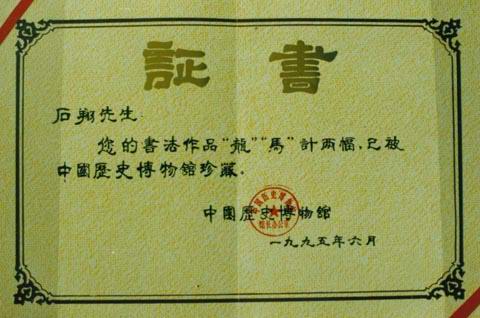 証書
石翔先生:
您的書法作品“龍”“馬”計两幅,已被
中國歷史博物館珍藏。
中國歷史博物館
一九九五年六月